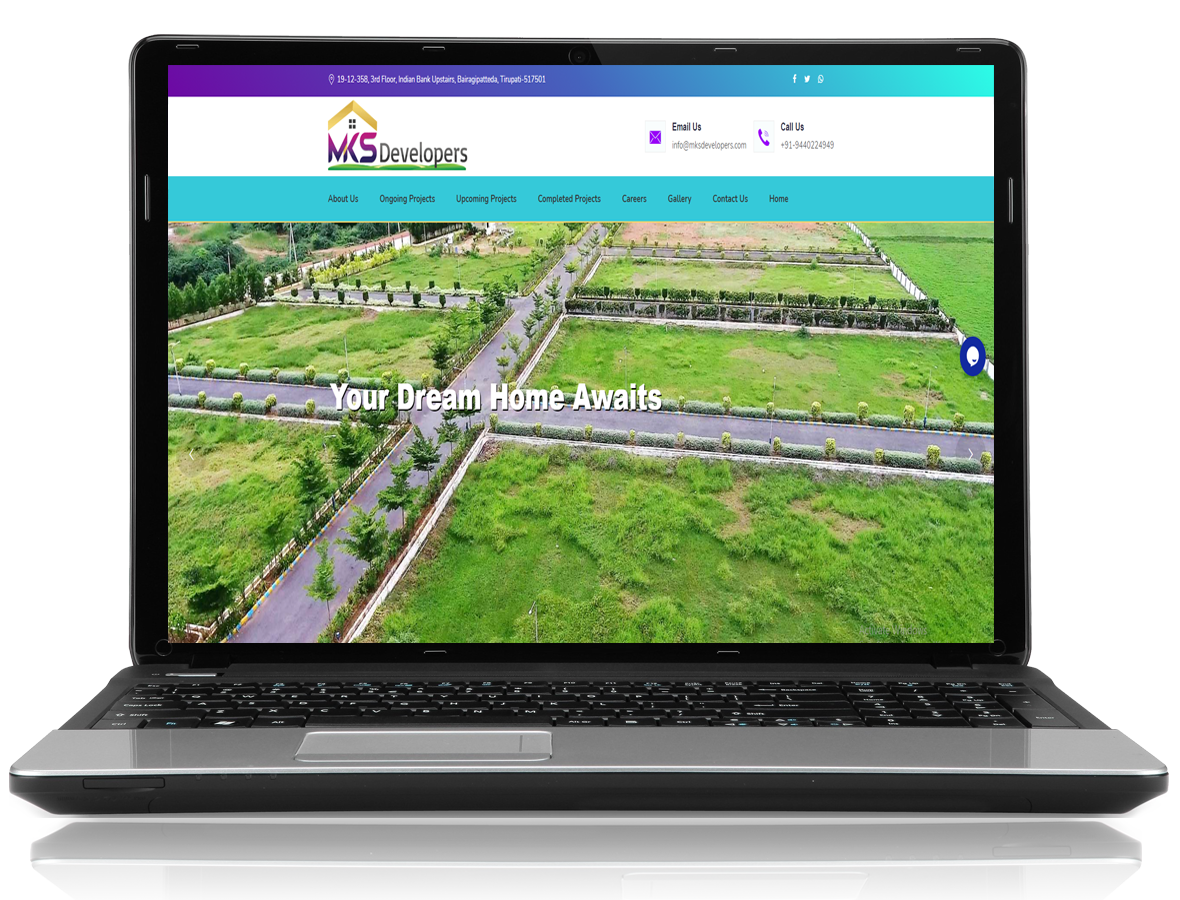 19-12-358, 3rd Floor, Indian Bank Upstairs, Bairagipatteda, Tirupati-517501
MKS Developers
Email Us
info@mksdevelopers.com
Call Us
+91-9440224949
About Us
Ongoing Projects
Upcoming Projects
Completed Projects
Careers
Gallery
Contact Us
Home
Your Dream Home Awaits